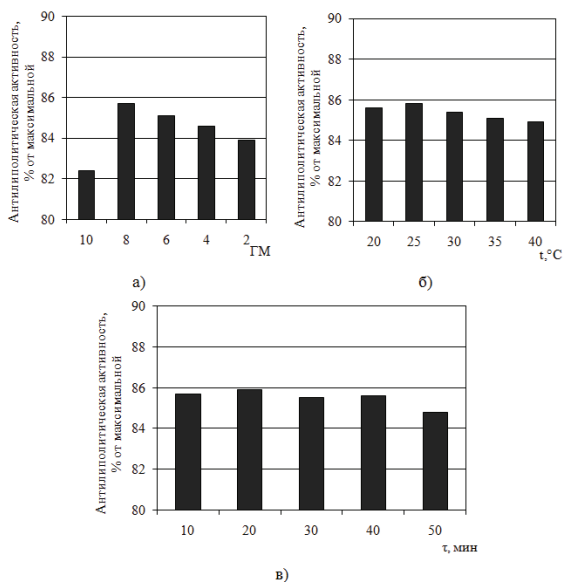 Антилиполитическая активность,
% от максимальной
90
88
86
84
82
80
10 8 6 4 2
ГМ
а)
Антилиполитическая активность,
% от максимальной
90
88
86
84
82
80
20 25 30 35 40
t,°C
б)
Антилиполитическая активность,
% от максимальной
90
88
86
84
82
80
10 20 30 40 50
τ, мин
в)